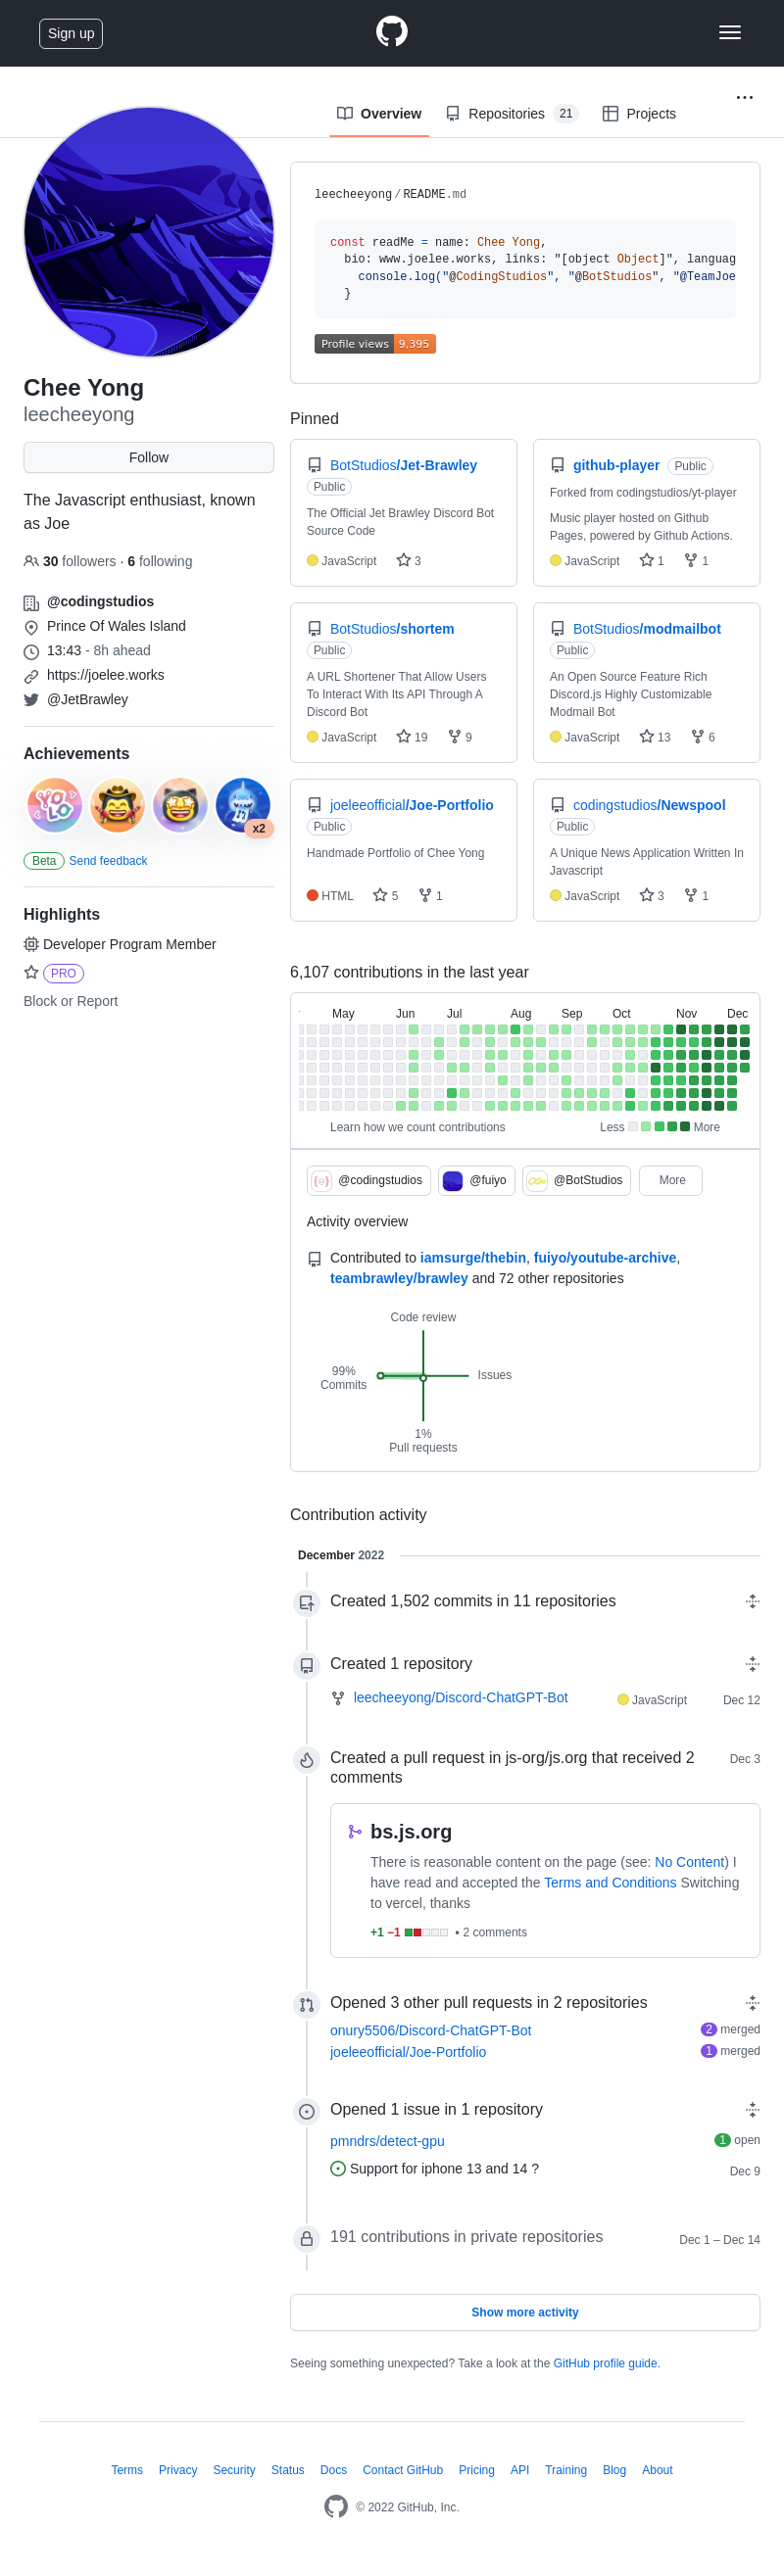 Sign up
Overview
Repositories 21
Projects
leecheeyong/README.md
const readMe = name: Chee Yong,
bio: www.joelee.works, links: "[object Object]", languag
console.log("@CodingStudios", "@BotStudios", "@TeamJoe
}
Profile views 9,395
Chee Yong
leecheeyong
Follow
The Javascript enthusiast, known
as Joe
30 followers · 6 following
@codingstudios
Prince Of Wales Island
13:43 - 8h ahead
https://joelee.works
@JetBrawley
Achievements
YOLO
x2
Beta Send feedback
Highlights
Developer Program Member
PRO
Block or Report
Pinned
BotStudios/Jet-Brawley
Public
The Official Jet Brawley Discord Bot
Source Code
JavaScript 3
github-player Public
Forked from codingstudios/yt-player
Music player hosted on Github
Pages, powered by Github Actions.
JavaScript 1 1
BotStudios/shortem
Public
A URL Shortener That Allow Users
To Interact With Its API Through A
Discord Bot
JavaScript 19 9
BotStudios/modmailbot
Public
An Open Source Feature Rich
Discord.js Highly Customizable
Modmail Bot
JavaScript 13 6
joeleeofficial/Joe-Portfolio
Public
Handmade Portfolio of Chee Yong
HTML 5 1
codingstudios/Newspool
Public
A Unique News Application Written In
Javascript
JavaScript 3 1
6,107 contributions in the last year
May Jun Jul Aug Sep Oct Nov Dec
Learn how we count contributions
Less More
@codingstudios
@fuiyo
@BotStudios
More
Activity overview
Contributed to iamsurge/thebin, fuiyo/youtube-archive,
teambrawley/brawley and 72 other repositories
Code review
99%
Commits
Issues
1%
Pull requests
Contribution activity
December 2022
Created 1,502 commits in 11 repositories
Created 1 repository
leecheeyong/Discord-ChatGPT-Bot JavaScript Dec 12
Created a pull request in js-org/js.org that received 2 Dec 3
comments
bs.js.org
There is reasonable content on the page (see: No Content) I
have read and accepted the Terms and Conditions Switching
to vercel, thanks
+1 −1 • 2 comments
Opened 3 other pull requests in 2 repositories
onury5506/Discord-ChatGPT-Bot 2 merged
joeleeofficial/Joe-Portfolio 1 merged
Opened 1 issue in 1 repository
pmndrs/detect-gpu 1 open
Support for iphone 13 and 14 ? Dec 9
191 contributions in private repositories Dec 1 – Dec 14
Show more activity
Seeing something unexpected? Take a look at the GitHub profile guide.
Terms Privacy Security Status Docs Contact GitHub Pricing API Training Blog About
© 2022 GitHub, Inc.